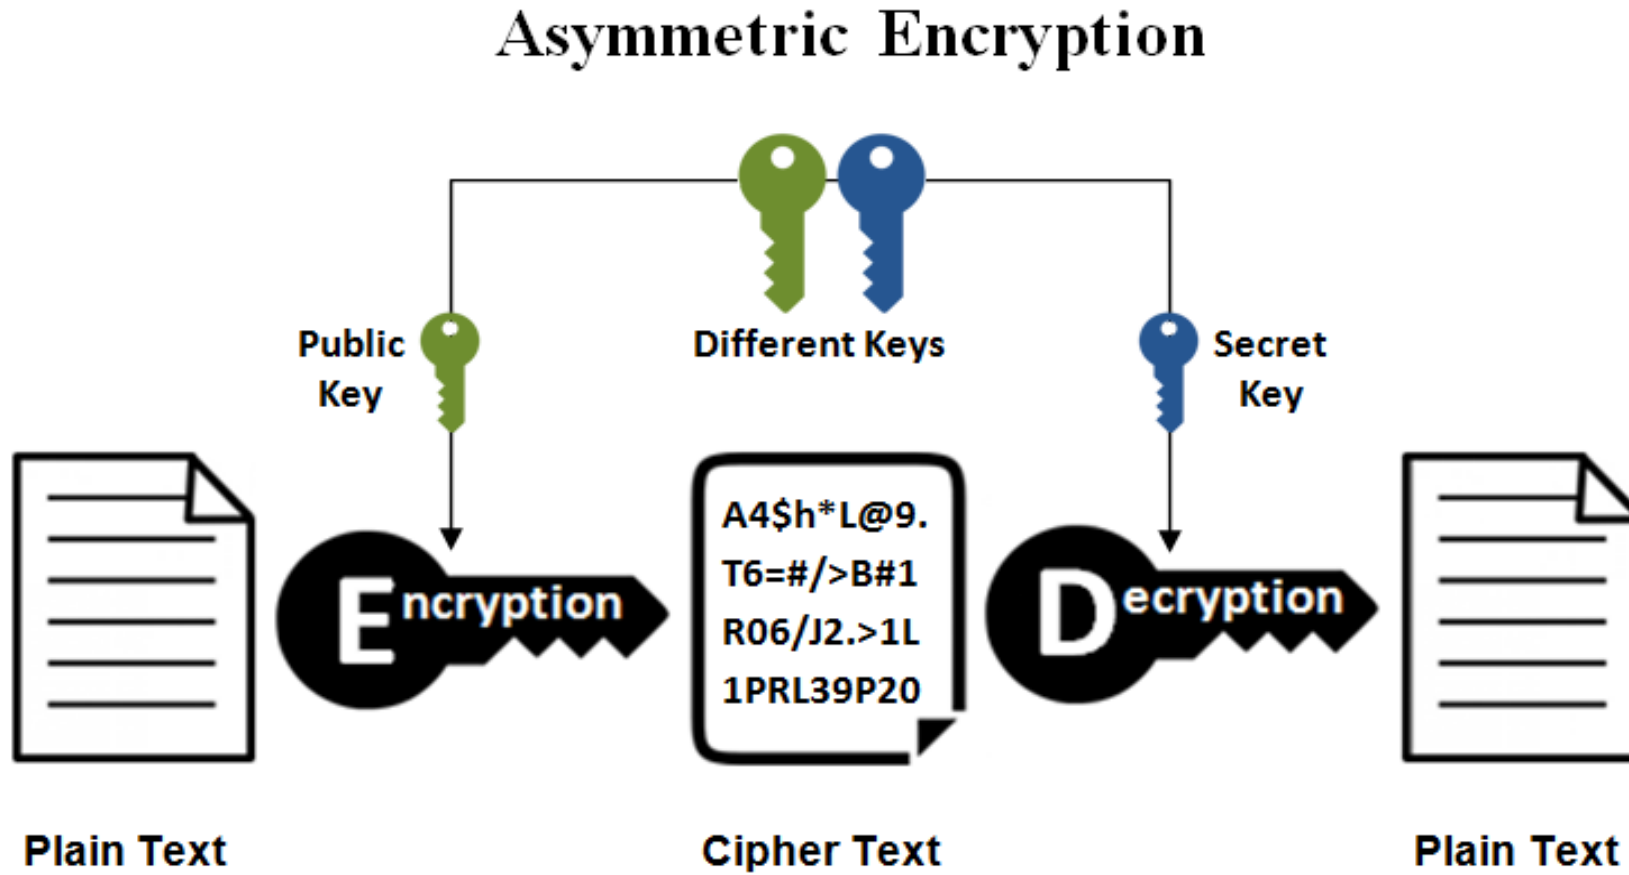 Asymmetric Encryption
Public
Key
Different Keys
Secret
Key
Encryption
A4$h*L@9.
T6=#/>B#1
R06/J2.>1L
1PRL39P20
Decryption
Plain Text
Cipher Text
Plain Text